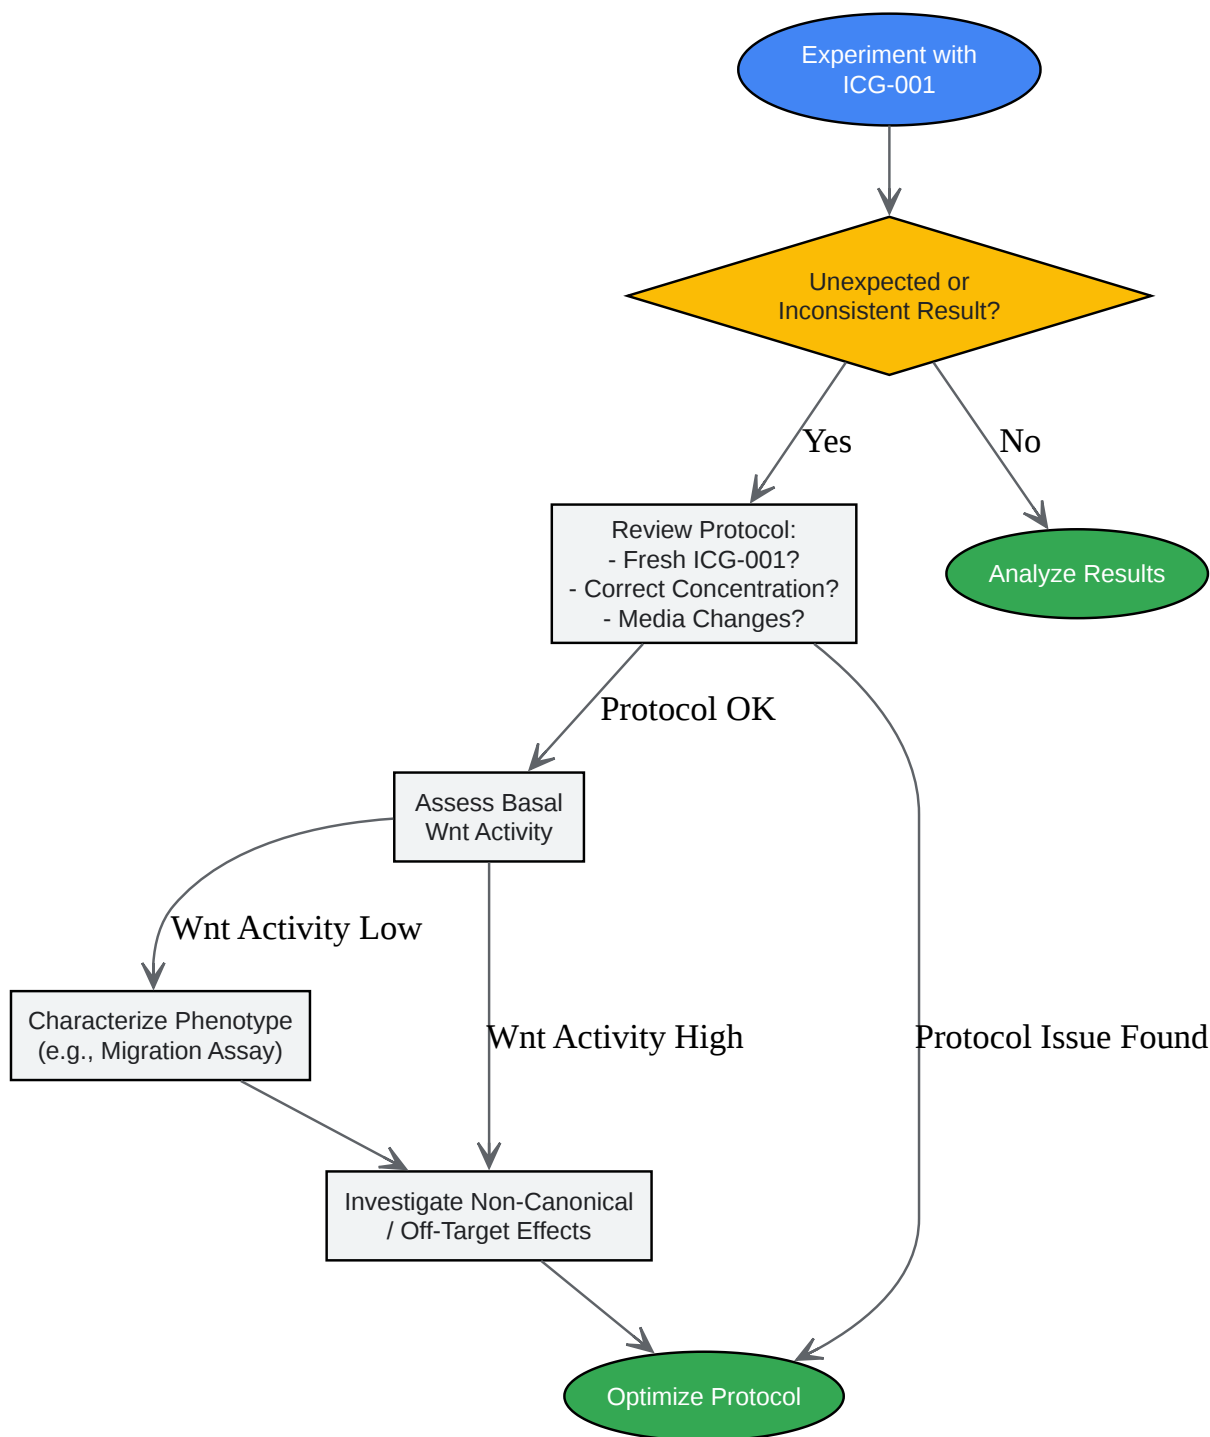 Experiment with
ICG-001
Unexpected or
Inconsistent Result?
Yes
No
Review Protocol:
- Fresh ICG-001?
- Correct Concentration?
- Media Changes?
Analyze Results
Protocol OK
Assess Basal
Wnt Activity
Wnt Activity Low
Characterize Phenotype
(e.g., Migration Assay)
Wnt Activity High
Protocol Issue Found
Investigate Non-Canonical
/ Off-Target Effects
Optimize Protocol